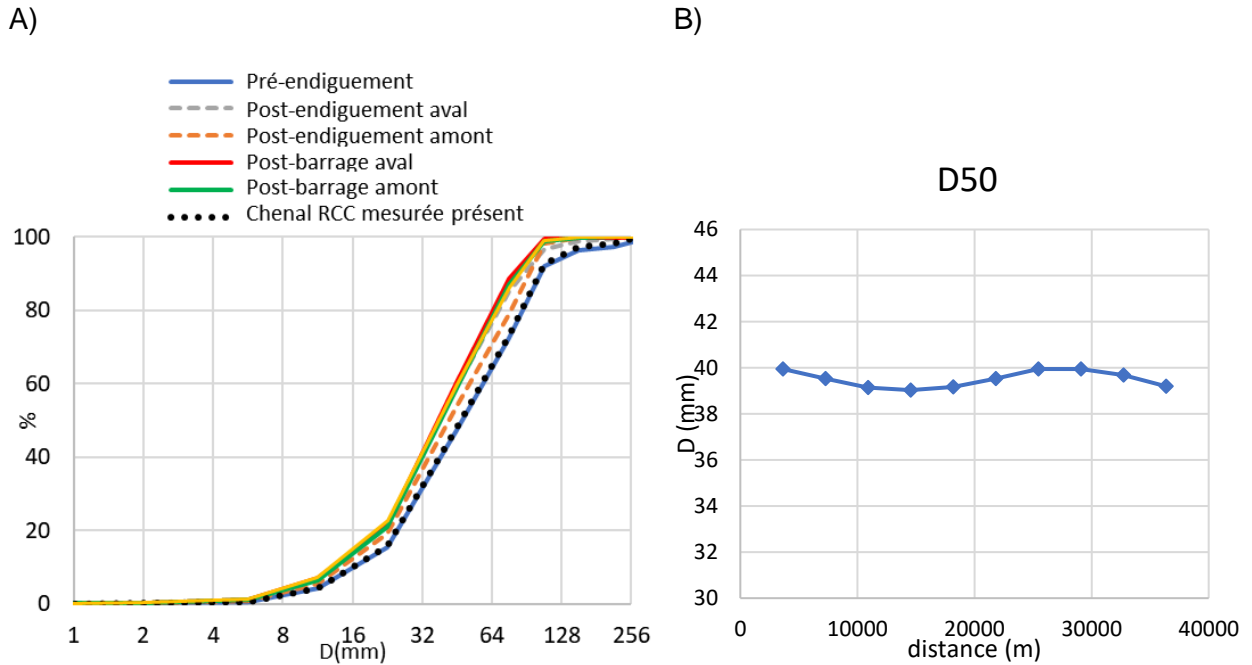 A)
B)
Pré-endiguement
Post-endiguement aval
Post-endiguement amont
Post-barrage aval
Post-barrage amont
Chenal RCC mesurée présent
100
80
60
40
20
0
%
1 2 4 8 16 32 64 128 256
D(mm)
D50
46
44
42
40
38
36
34
32
30
D (mm)
0 10000 20000 30000 40000
distance (m)